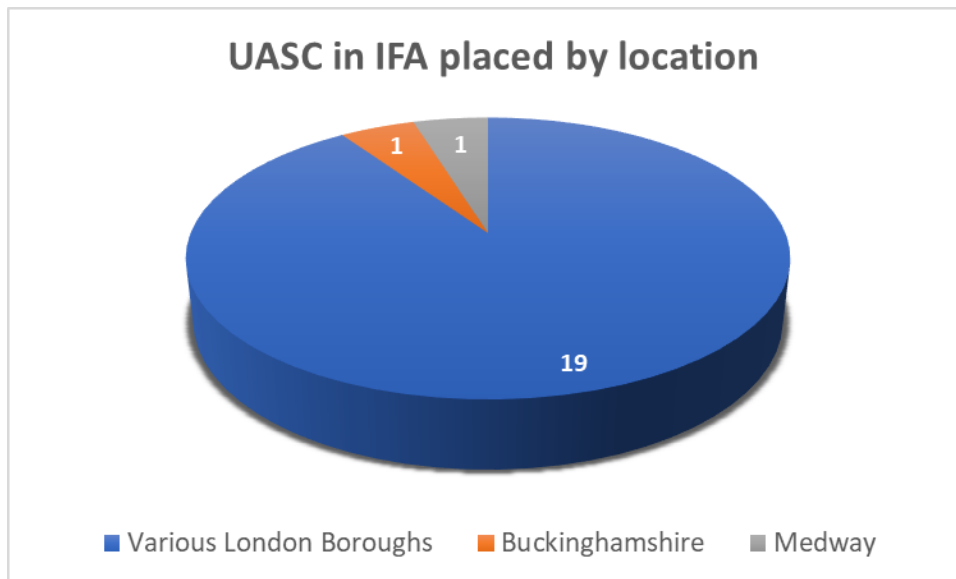 UASC in IFA placed by location
1 1
19
Various London Boroughs Buckinghamshire Medway